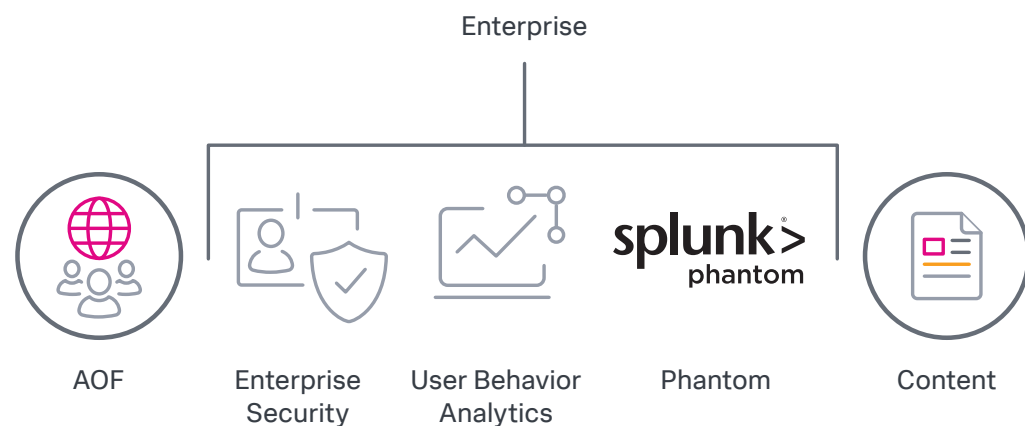 Enterprise
splunk>
phantom
AOF
Enterprise
Security
User Behavior
Analytics
Phantom
Content